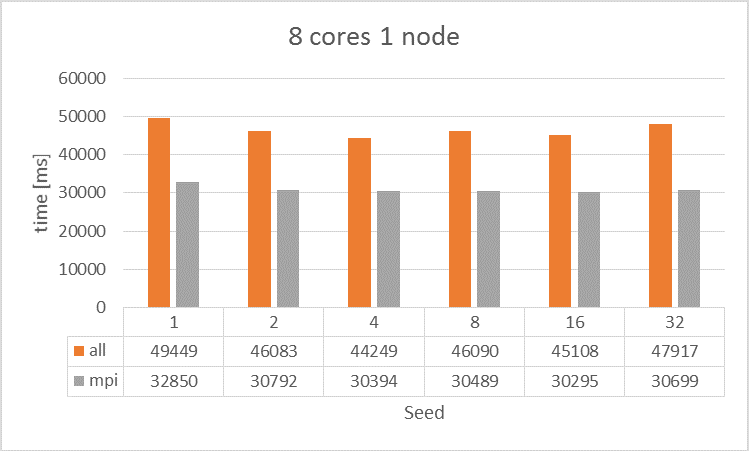 8 cores 1 node
60000
50000
40000
30000
20000
10000
0
time [ms]
1 2 4 8 16 32
all 49449 46083 44249 46090 45108 47917
mpi 32850 30792 30394 30489 30295 30699
Seed